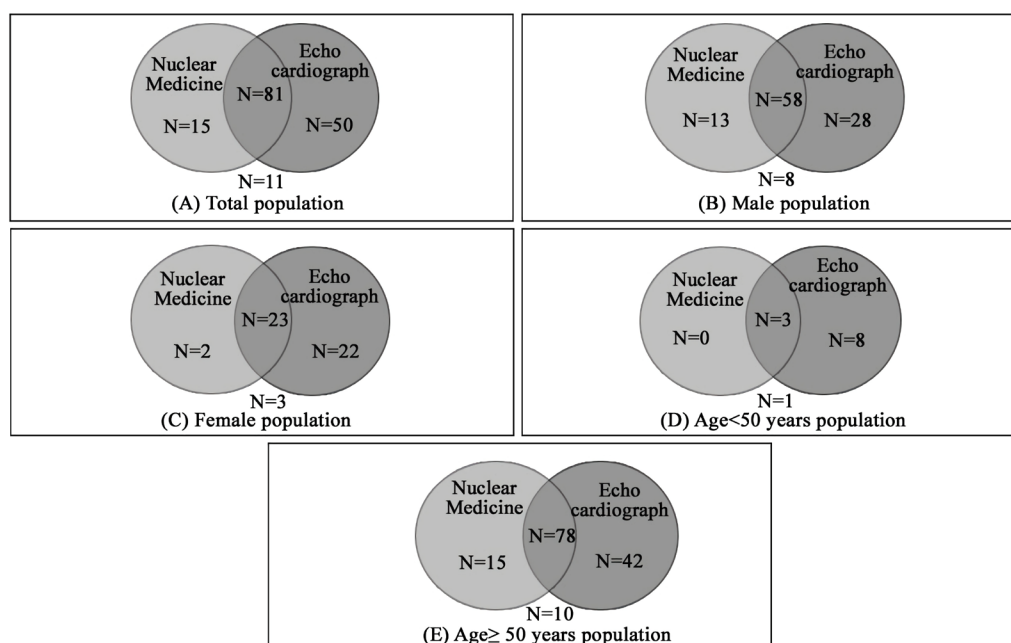 Nuclear
Medicine
Echo
cardiograph
N=81
N=15
N=50
N=11
(A) Total population
Nuclear
Medicine
Echo
cardiograph
N=58
N=13
N=28
N=8
(B) Male population
Nuclear
Medicine
Echo
cardiograph
N=23
N=2
N=22
N=3
(C) Female population
Nuclear
Medicine
Echo
cardiograph
N=3
N=0
N=8
N=1
(D) Age<50 years population
Nuclear
Medicine
Echo
cardiograph
N=78
N=15
N=42
N=10
(E) Age≥ 50 years population